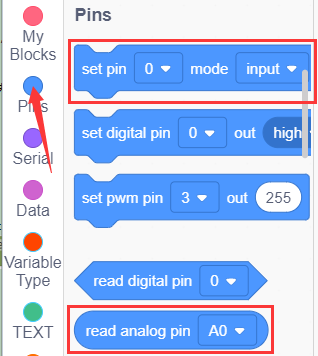 Pins
My
Blocks
set pin 0 mode input
Pins
set digital pin 0 out high
Serial
set pwm pin 3 out 255
Data
Variable
Type
read digital pin 0
TEXT
read analog pin A0